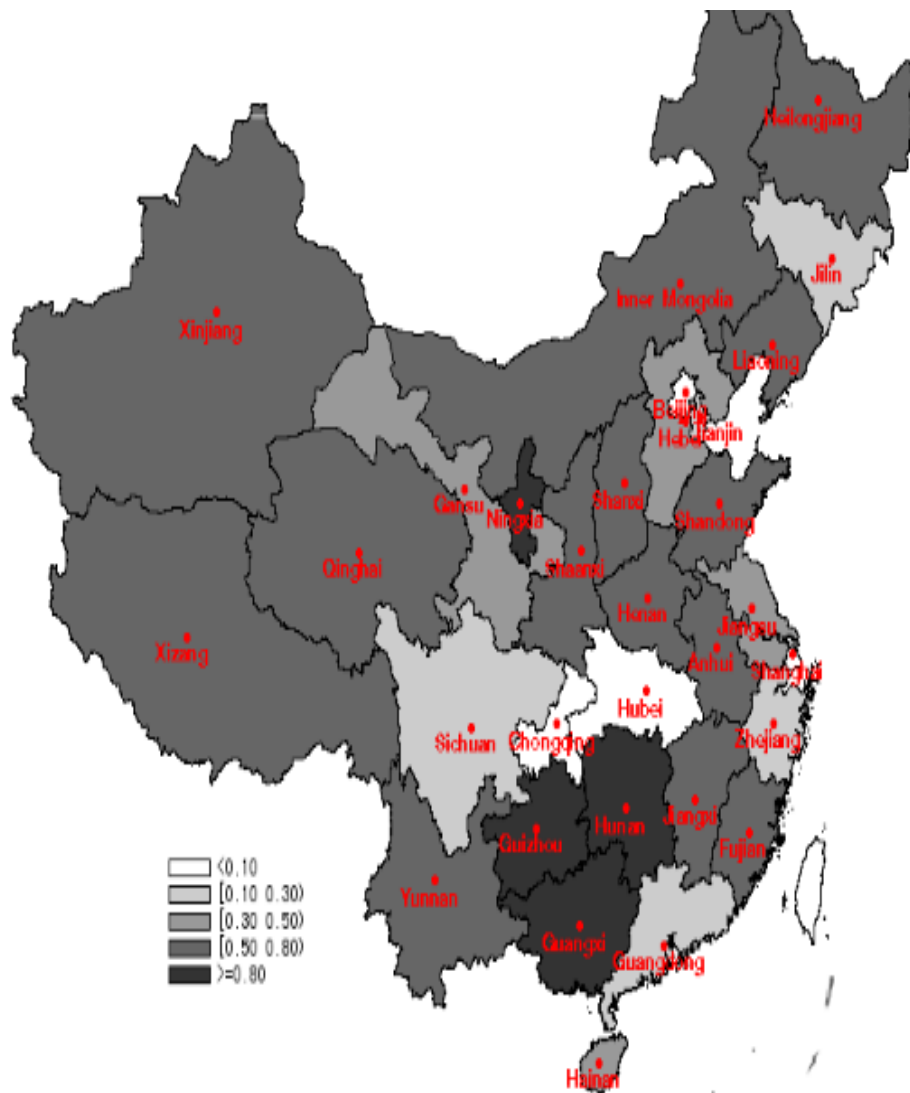 Heilongjiang
Jilin
Inner Mongolia
Xinjiang
Liaoning
Beijing
Hebei
Tianjin
Gansu
Ningxia
Shanxi
Shandong
Qinghai
Shaanxi
Henan
Jiangsu
Xizang
Anhui
Shanghai
Hubei
Sichuan
Chongqing
Zhejiang
Guizhou
Hunan
Jiangxi
Fujian
Yunnan
Guangxi
Guangdong
Hainan
<0.10
[0.10 0.30)
[0.30 0.50)
[0.50 0.80)
>=0.80